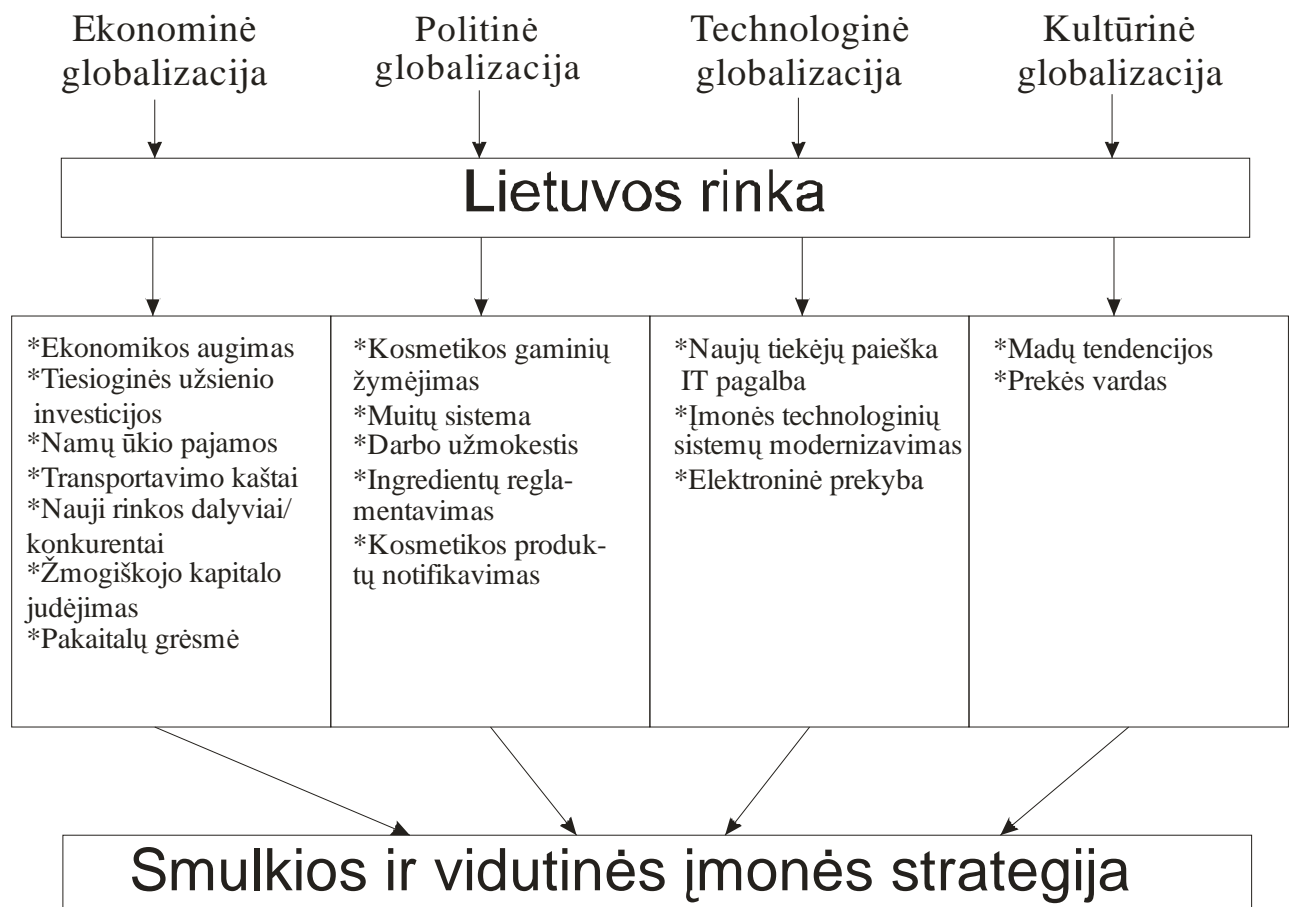 Ekonominė
globalizacija
Politinė
globalizacija
Technologinė
globalizacija
Kultūrinė
globalizacija
Lietuvos rinka
*Ekonomikos augimas
*Tiesioginės užsienio
investicijos
*Namų ūkio pajamos
*Transportavimo kaštai
*Nauji rinkos dalyviai/
konkurentai
*Žmogiškojo kapitalo
judėjimas
*Pakaitalų grėsmė
*Kosmetikos gaminių
žymėjimas
*Muitų sistema
*Darbo užmokestis
*Ingredientų regla-
mentavimas
*Kosmetikos produk-
tų notifikavimas
*Naujų tiekėjų paieška
IT pagalba
*Įmonės technologinių
sistemų modernizavimas
*Elektroninė prekyba
*Madų tendencijos
*Prekės vardas
Smulkios ir vidutinės įmonės strategija